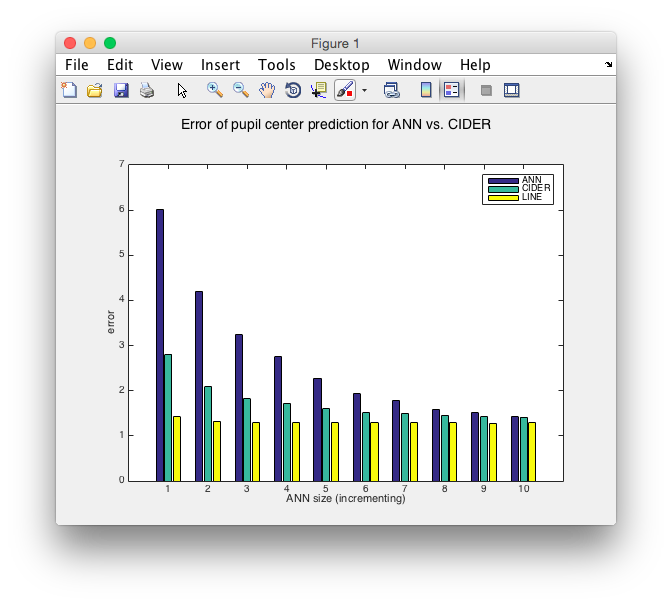 Figure 1
File Edit View Insert Tools Desktop Window Help
Error of pupil center prediction for ANN vs. CIDER
7
6
5
4
3
2
1
0
error
ANN
CIDER
LINE
1 2 3 4 5 6 7 8 9 10
ANN size (incrementing)